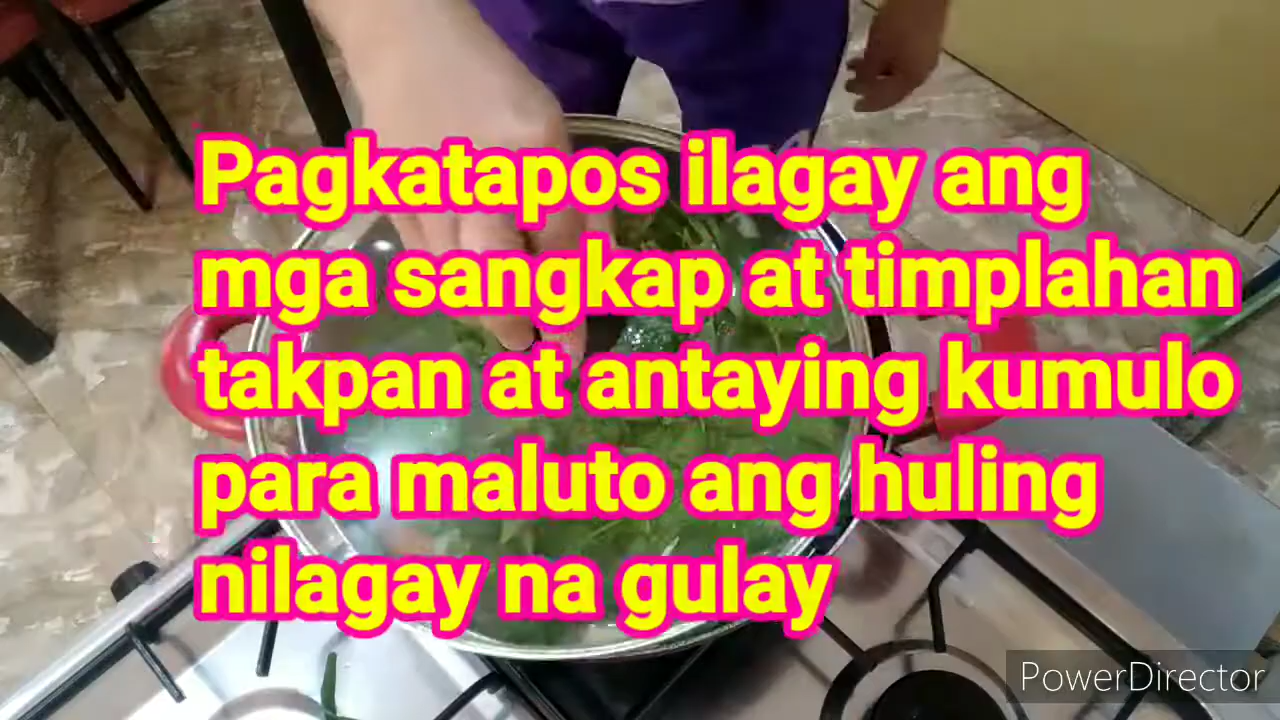 Pagkatapos ilagay ang
mga sangkap at timplahan
takpan at antaying kumulo
para maluto ang huling
nilagay na gulay
PowerDirector